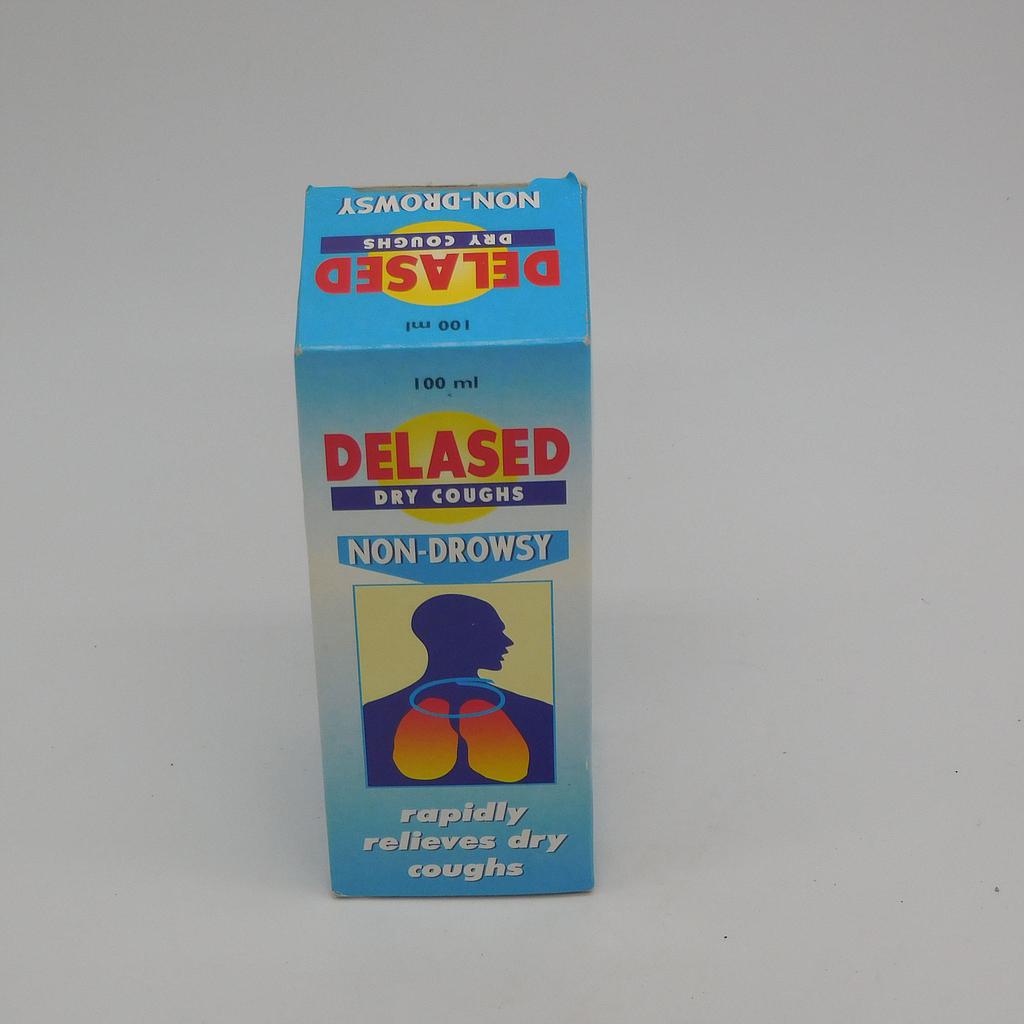 NON-DROWSY
DRY COUGHS
DELASED
100 ml
100 ml
DELASED
DRY COUGHS
NON-DROWSY
rapidly
relieves dry
coughs